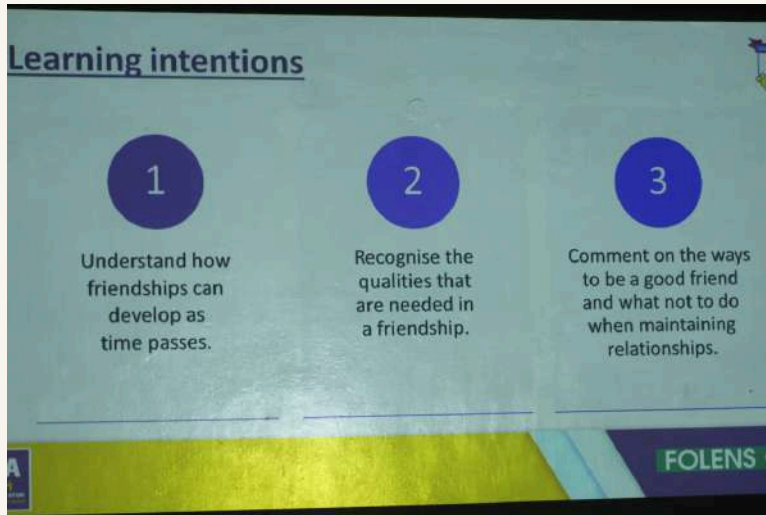 Learning intentions
1
Understand how
friendships can
develop as
time passes.
2
Recognise the
qualities that
are needed in
a friendship.
3
Comment on the ways
to be a good friend
and what not to do
when maintaining
relationships.
A
FOLENS